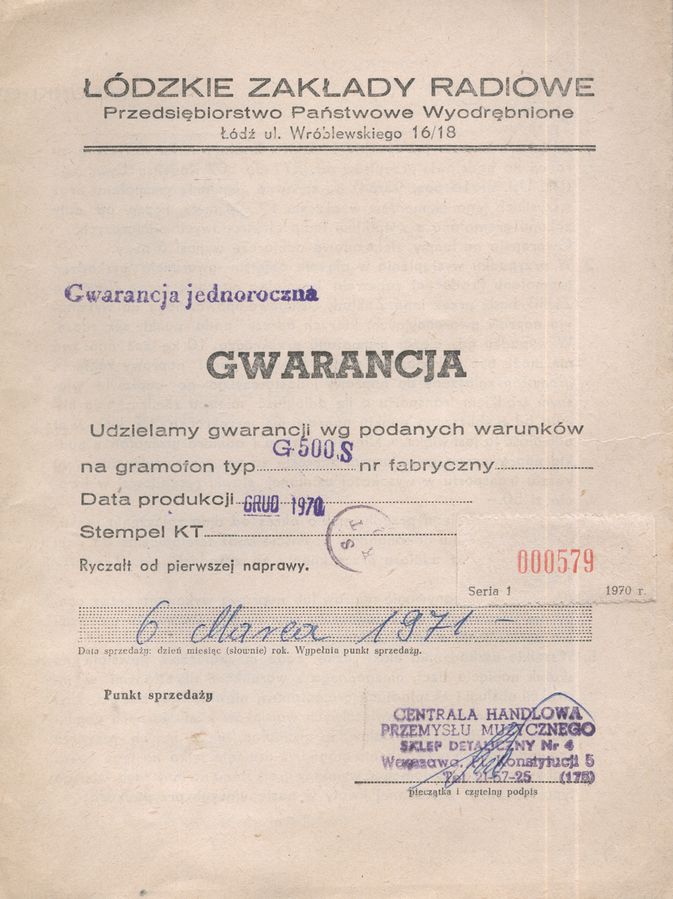 ŁÓDZKIE ZAKŁADY RADIOWE
Przedsiębiorstwo Państwowe Wyodrębnione
Łódź ul. Wróblewskiego 16/18
Gwarancja jednoroczna
GWARANCJA
Udzielamy gwarancji wg podanych warunków
na gramofon typ G-500 S nr fabryczny
Data produkcji GRUD 1970
Stempel KT
Ryczałt od pierwszej naprawy.
000579
Seria 1 1970 r.
6 Marca 1971 -
Data sprzedaży: dzień miesiąc (słownie) rok. Wypełnia punkt sprzedaży.
Punkt sprzedaży
CENTRALA HANDLOWA
PRZEMYSŁU MUZYCZNEGO
SKLEP DETALICZNY Nr 4
Warszawa, Pl. Konstytucji 5
Tel. 21-67-25 (175)
pieczątka i czytelny podpis